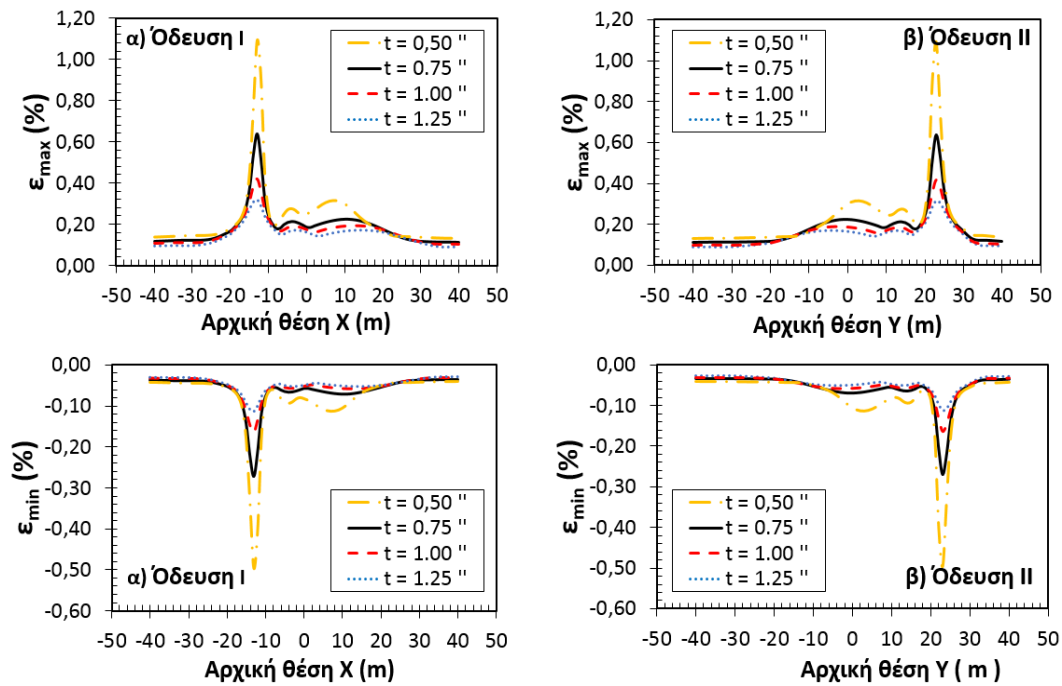 1,20
1,00
0,80
0,60
0,40
0,20
0,00
εmax (%)
α) Όδευση I
t = 0,50 "
t = 0.75 "
t = 1.00 "
t = 1.25 "
-50 -40 -30 -20 -10 0 10 20 30 40 50
Αρχική θέση X (m)
1,20
1,00
0,80
0,60
0,40
0,20
0,00
εmax (%)
β) Όδευση II
t = 0,50 "
t = 0.75 "
t = 1.00 "
t = 1.25 "
-50 -40 -30 -20 -10 0 10 20 30 40 50
Αρχική θέση Y (m)
0,00
-0,10
-0,20
-0,30
-0,40
-0,50
-0,60
εmin (%)
t = 0,50 "
t = 0.75 "
t = 1.00 "
t = 1.25 "
α) Όδευση I
-50 -40 -30 -20 -10 0 10 20 30 40 50
Αρχική θέση X (m)
0,00
-0,10
-0,20
-0,30
-0,40
-0,50
-0,60
εmin (%)
t = 0,50 "
t = 0.75 "
t = 1.00 "
t = 1.25 "
β) Όδευση II
-50 -40 -30 -20 -10 0 10 20 30 40 50
Αρχική θέση Y ( m )